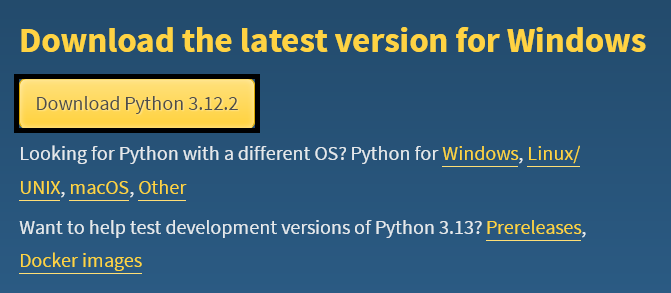 Download the latest version for Windows
Download Python 3.12.2
Looking for Python with a different OS? Python for Windows, Linux/
UNIX, macOS, Other
Want to help test development versions of Python 3.13? Prereleases,
Docker images